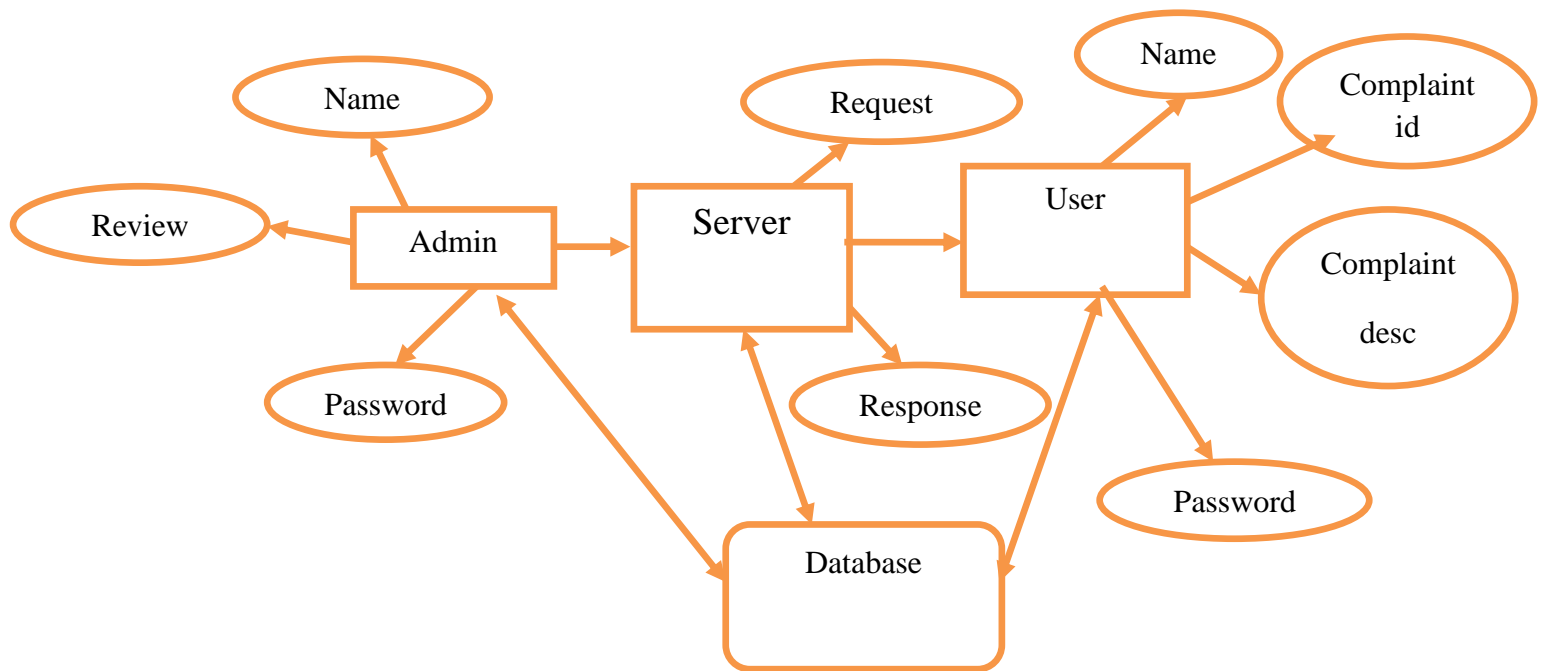 Name
Name
Complaint
id
Request
User
Review
Admin
Server
Complaint
desc
Password
Response
Password
Database